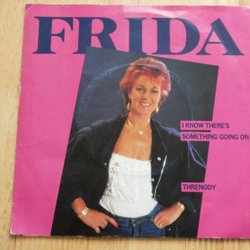 FRIDA
I KNOW THERE'S
SOMETHING GOING ON
THRENODY